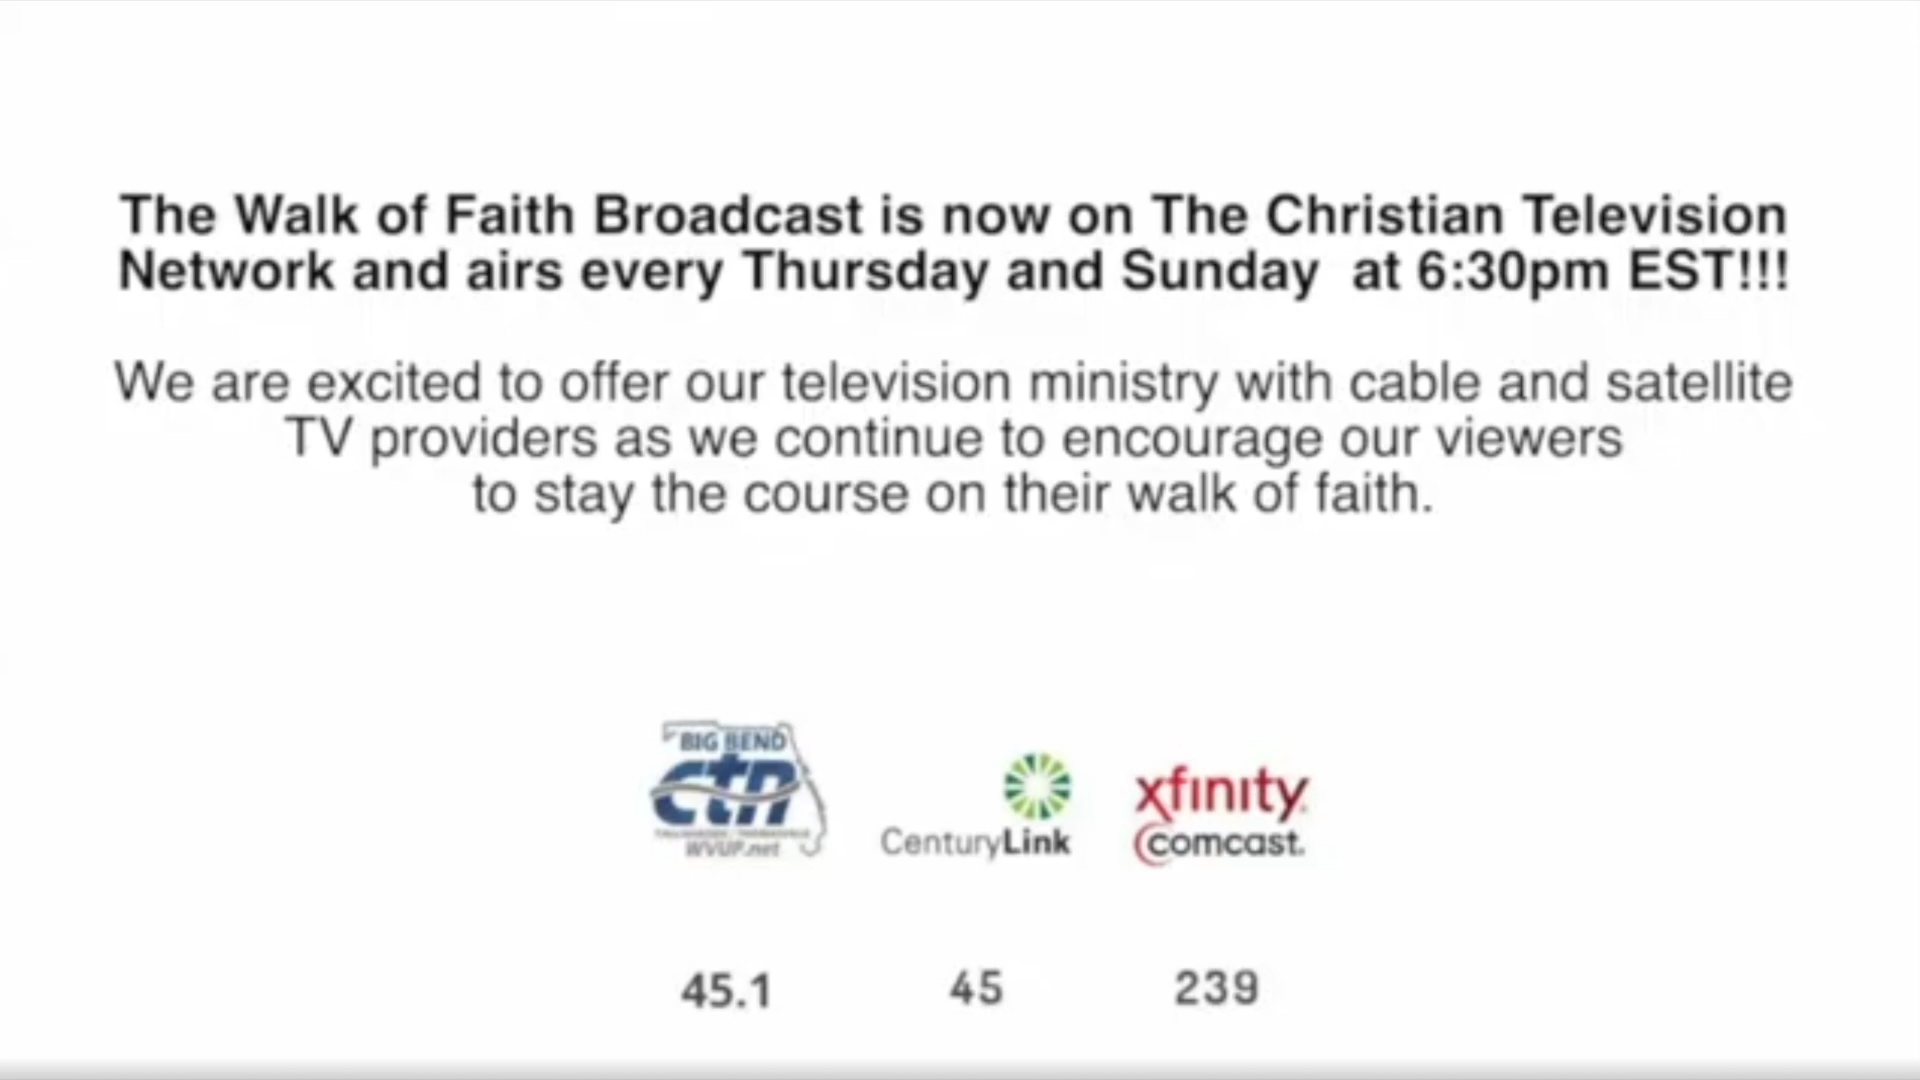 The Walk of Faith Broadcast is now on The Christian Television
Network and airs every Thursday and Sunday at 6:30pm EST!!!
We are excited to offer our television ministry with cable and satellite
TV providers as we continue to encourage our viewers
to stay the course on their walk of faith.
BIG BEND
ctn
WVUP.net
CenturyLink
xfinity
comcast.
45.1
45
239